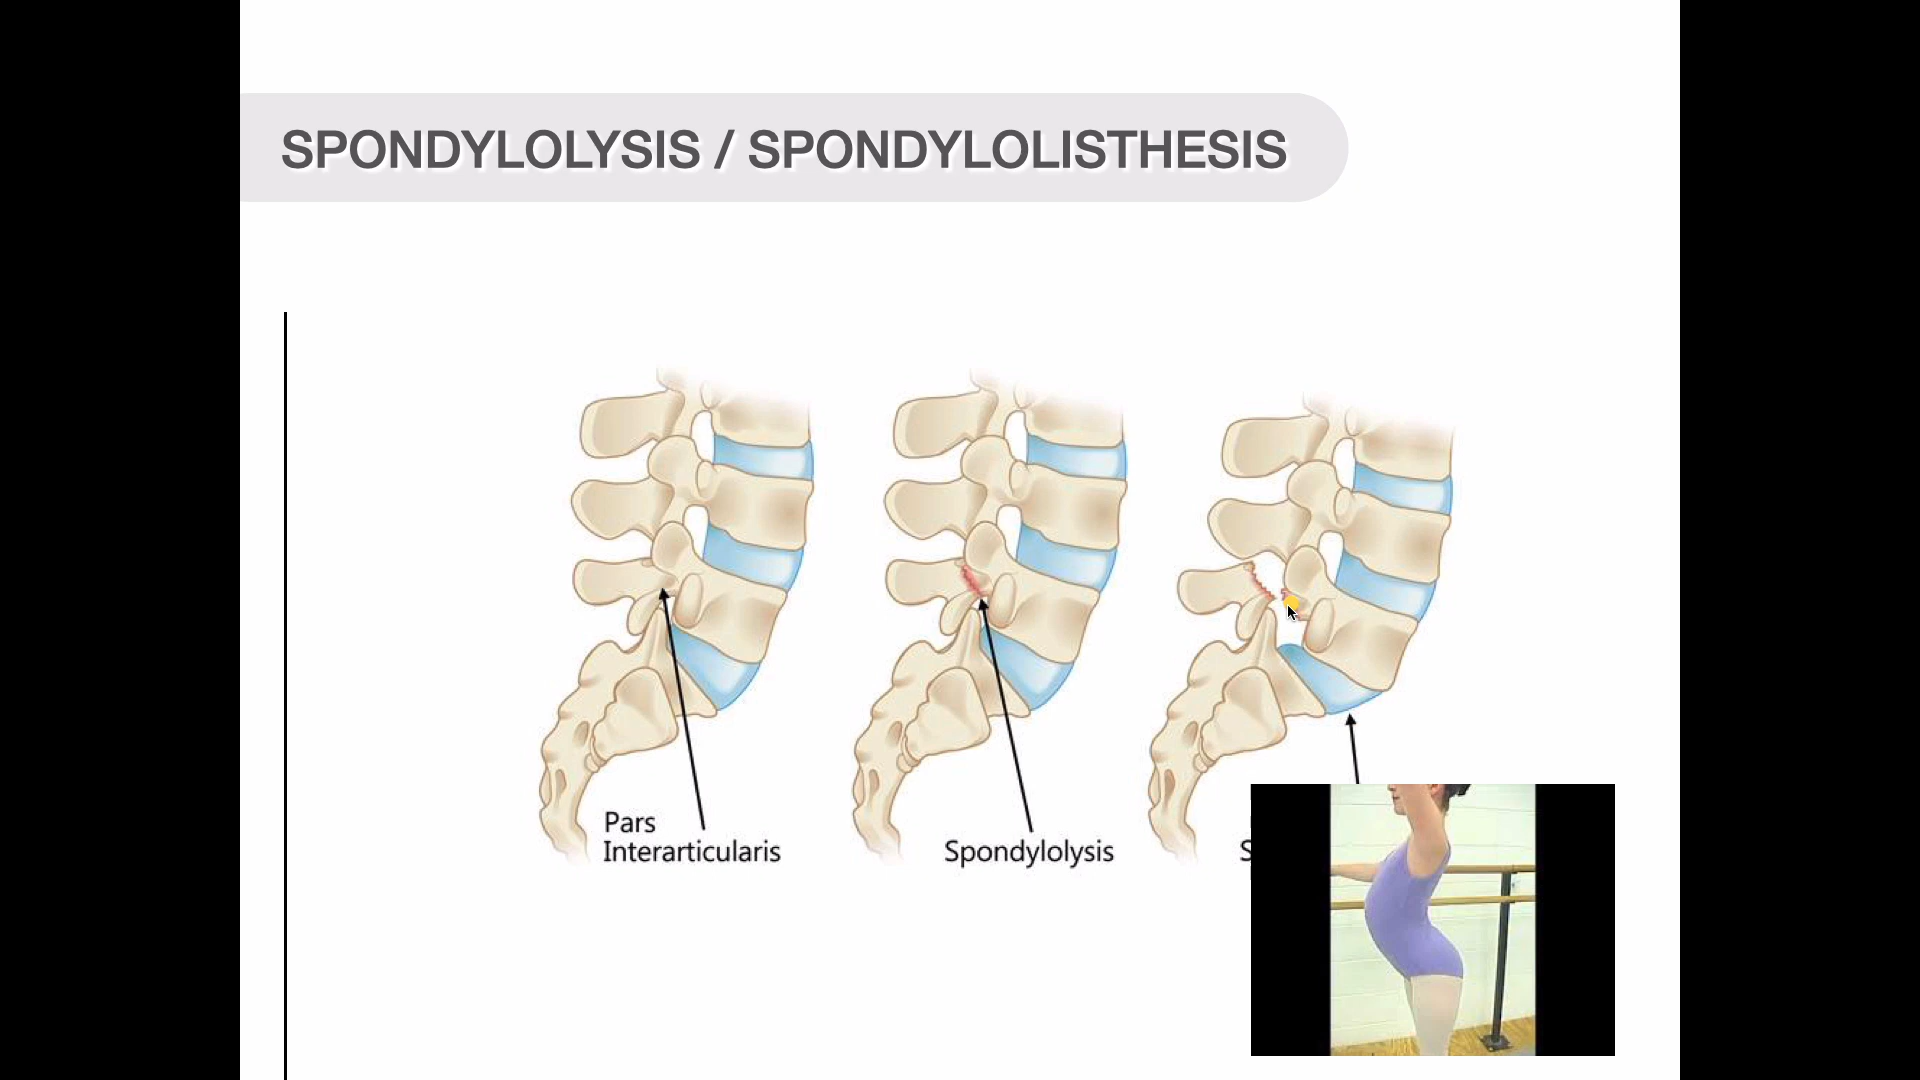 SPONDYLOLYSIS / SPONDYLOLISTHESIS
Pars
Interarticularis
Spondylolysis